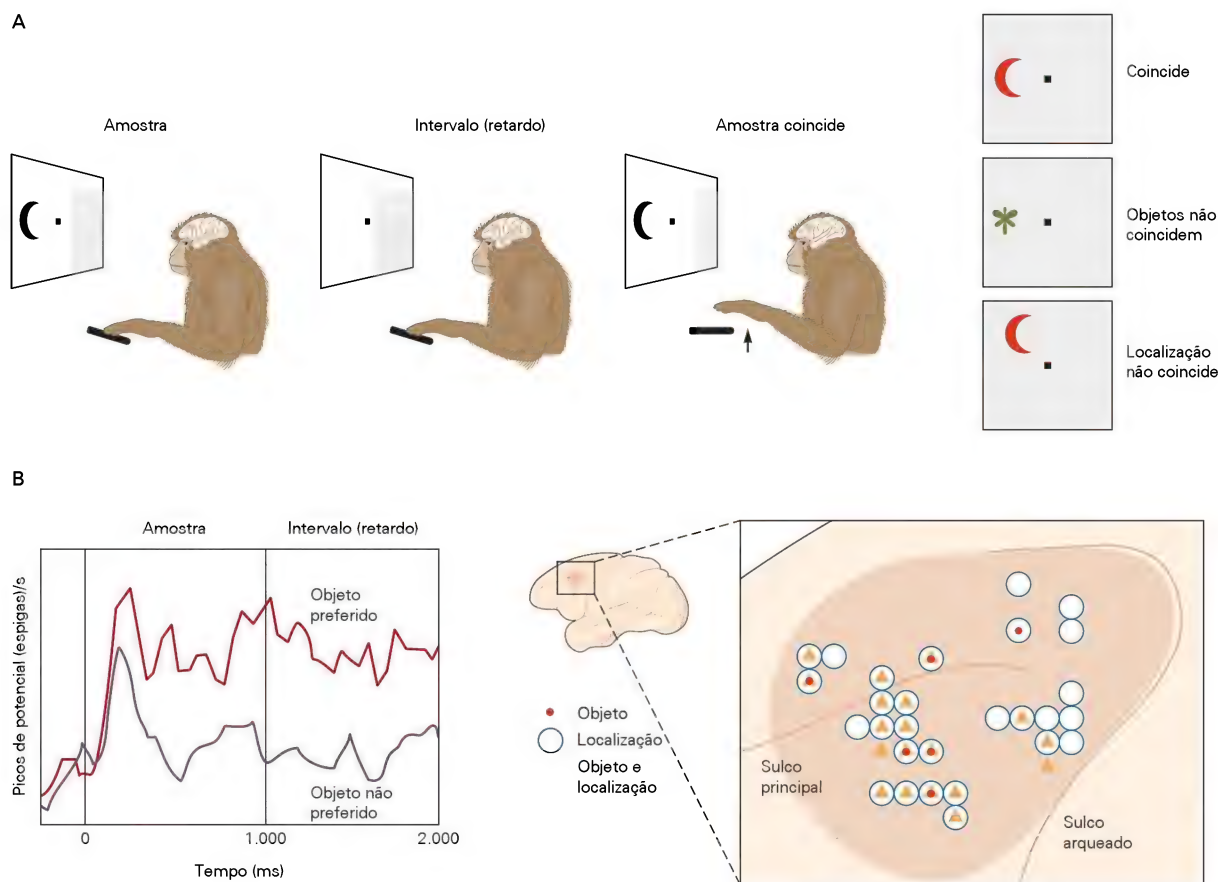 A
Amostra
Intervalo (retardo)
Amostra coincide
Coincide
Objetos não
coincidem
Localização
não coincide
B
Amostra
Intervalo (retardo)
Picos de potencial (espigas)/s
Objeto
preferido
Objeto não
preferido
0
1.000
2.000
Tempo (ms)
Objeto
Localização
Objeto e
localização
Sulco
principal
Sulco
arqueado